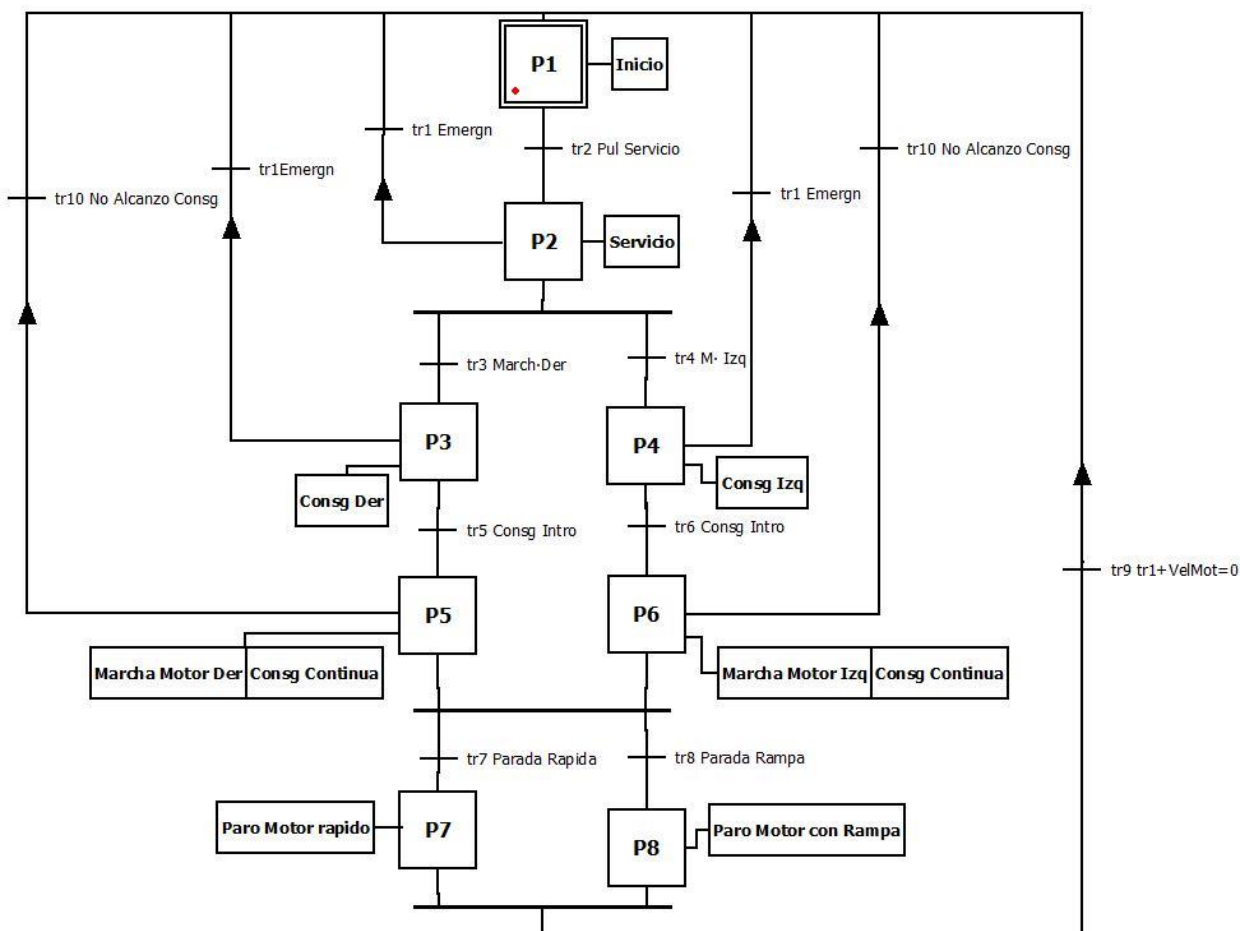 P1
Inicio
tr1 Emergn
tr2 Pul Servicio
tr10 No Alcanzo Consg
tr1Emergn
tr1 Emergn
tr10 No Alcanzo Consg
P2
Servicio
tr3 March·Der
tr4 M· Izq
P3
P4
Consg Der
Consg Izq
tr5 Consg Intro
tr6 Consg Intro
tr9 tr1+VelMot=0
P5
P6
Marcha Motor Der
Consg Continua
Marcha Motor Izq
Consg Continua
tr7 Parada Rapida
tr8 Parada Rampa
Paro Motor rapido
P7
P8
Paro Motor con Rampa